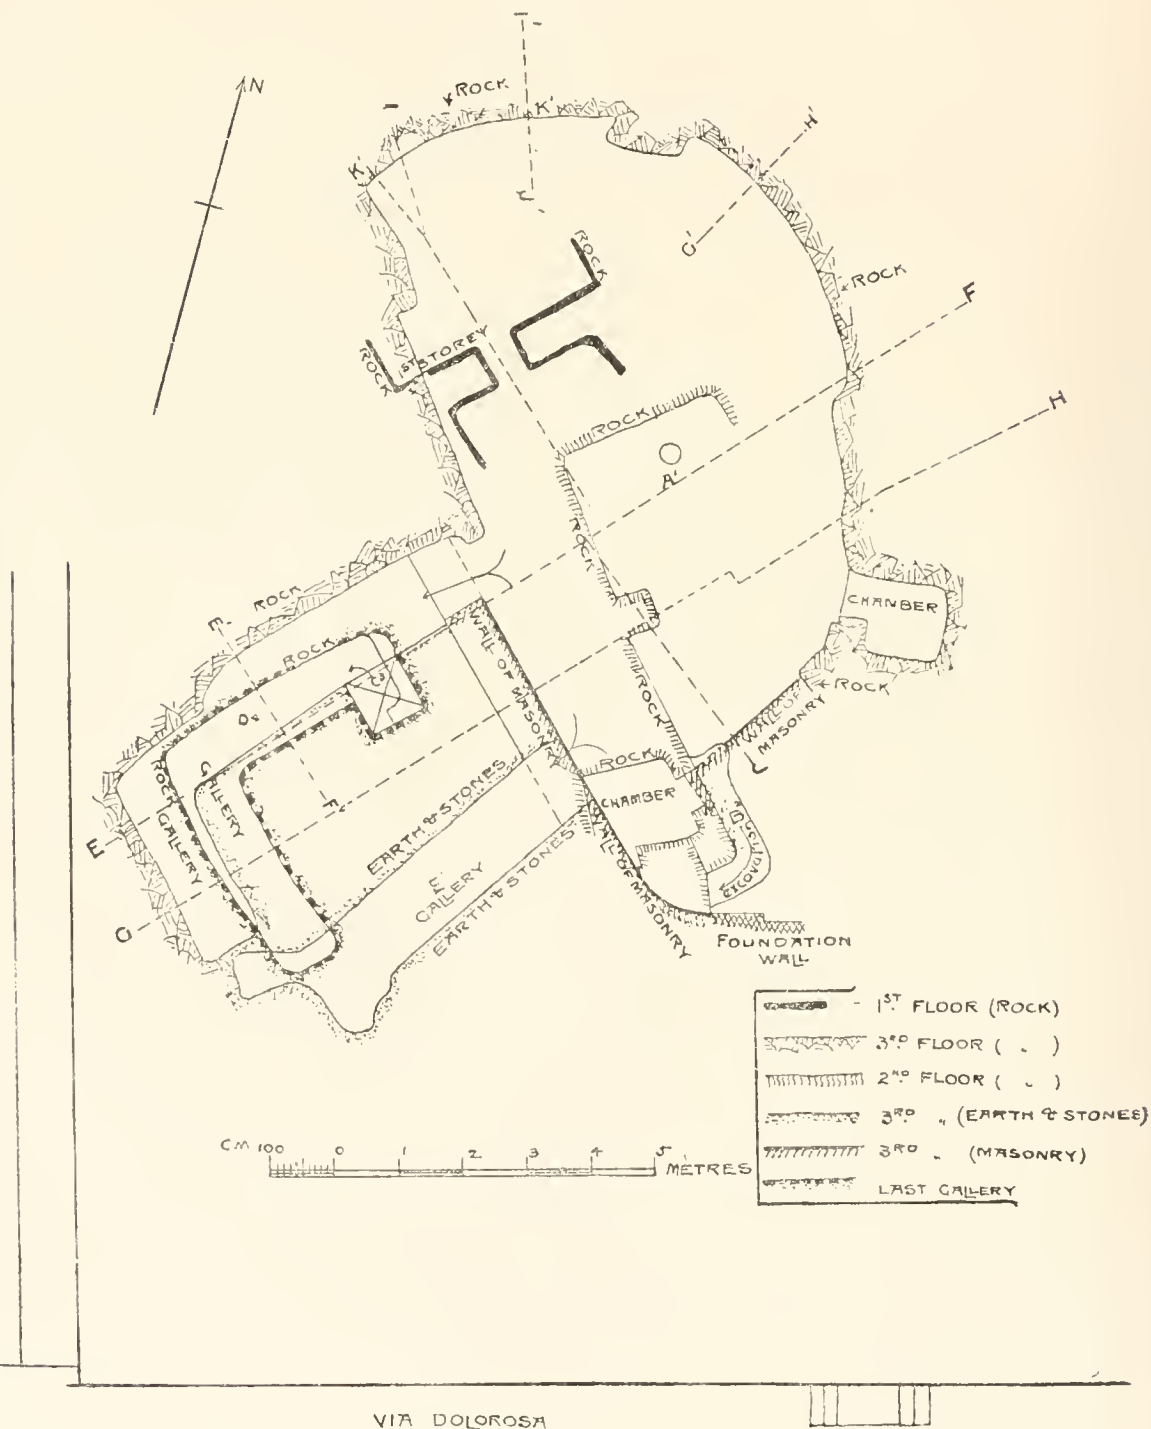 N
ROCK
K'
K'
H'
G'
ROCK
ROCK
F
1ST STOREY
ROCK
H
ROCK
A'
ROCK
CHAMBER
ROCK
E'
ROCK
WALL OF MASONRY
ROCK
ROCK
WALL OF MASONRY
L
GALLERY
F'
ROCK
CHAMBER
EARTH & STONES
ROCK
GALLERY
E
E'
GALLERY
EARTH & STONES
WALL OF MASONRY
G
FOUNDATION
WALL
1ST FLOOR (ROCK)
3RD FLOOR ( „ )
2ND FLOOR ( „ )
3RD „ (EARTH & STONES)
3RD „ (MASONRY)
LAST GALLERY
CM 100 0 1 2 3 4 5 MÈTRES
VIA DOLOROSA